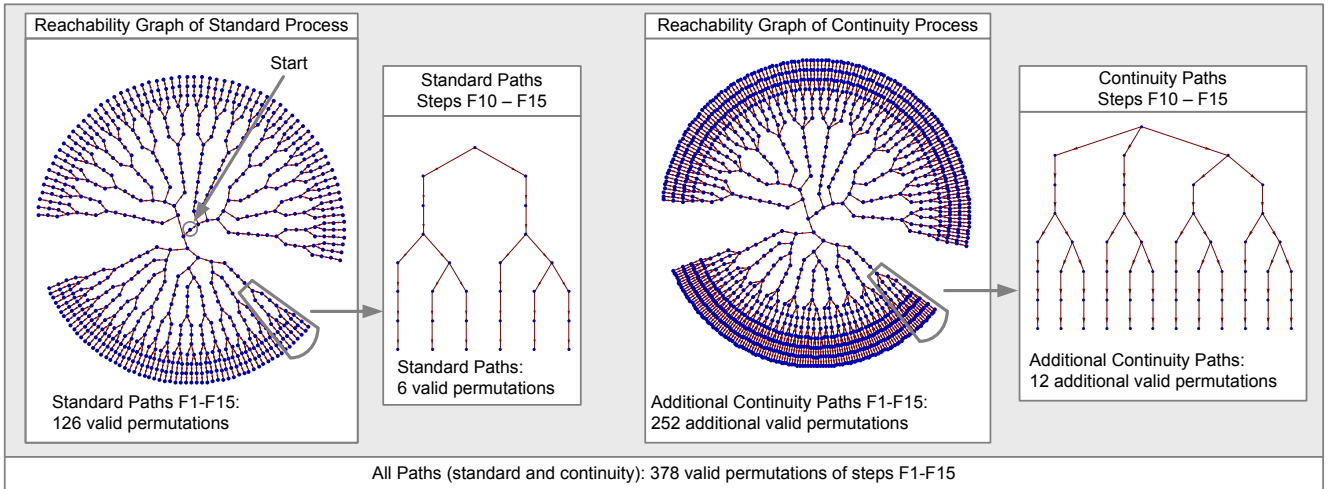 Reachability Graph of Standard Process
Start
Standard Paths
Steps F10 – F15
Standard Paths:
6 valid permutations
Standard Paths F1-F15:
126 valid permutations
Reachability Graph of Continuity Process
Continuity Paths
Steps F10 – F15
Additional Continuity Paths:
12 additional valid permutations
Additional Continuity Paths F1-F15:
252 additional valid permutations
All Paths (standard and continuity): 378 valid permutations of steps F1-F15